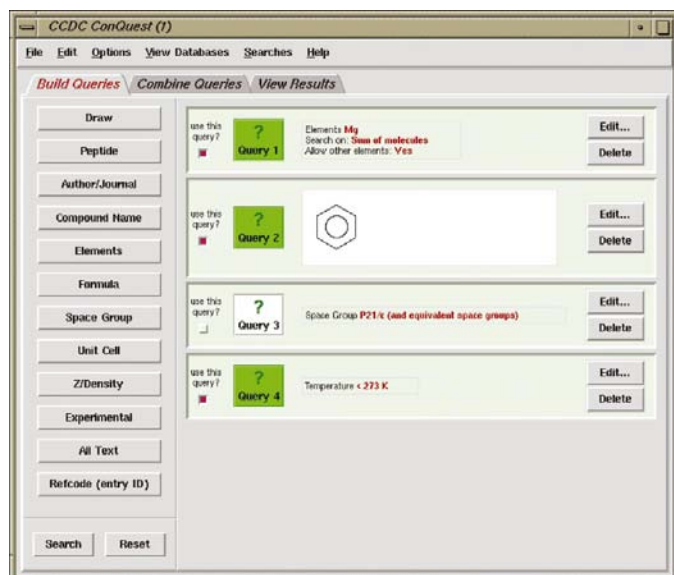 CCDC ConQuest (1)
File Edit Options View Databases Searches Help
Build Queries Combine Queries View Results
Draw
Peptide
Author/Journal
Compound Name
Elements
Formula
Space Group
Unit Cell
Z/Density
Experimental
All Text
Refcode (entry ID)
Search Reset
use this
query?
?
Query 1
Elements Mg
Search on: Sum of molecules
Allow other elements: Yes
Edit...
Delete
use this
query?
?
Query 2
Edit...
Delete
use this
query?
?
Query 3
Space Group P21/c (and equivalent space groups)
Edit...
Delete
use this
query?
?
Query 4
Temperature < 273 K
Edit...
Delete